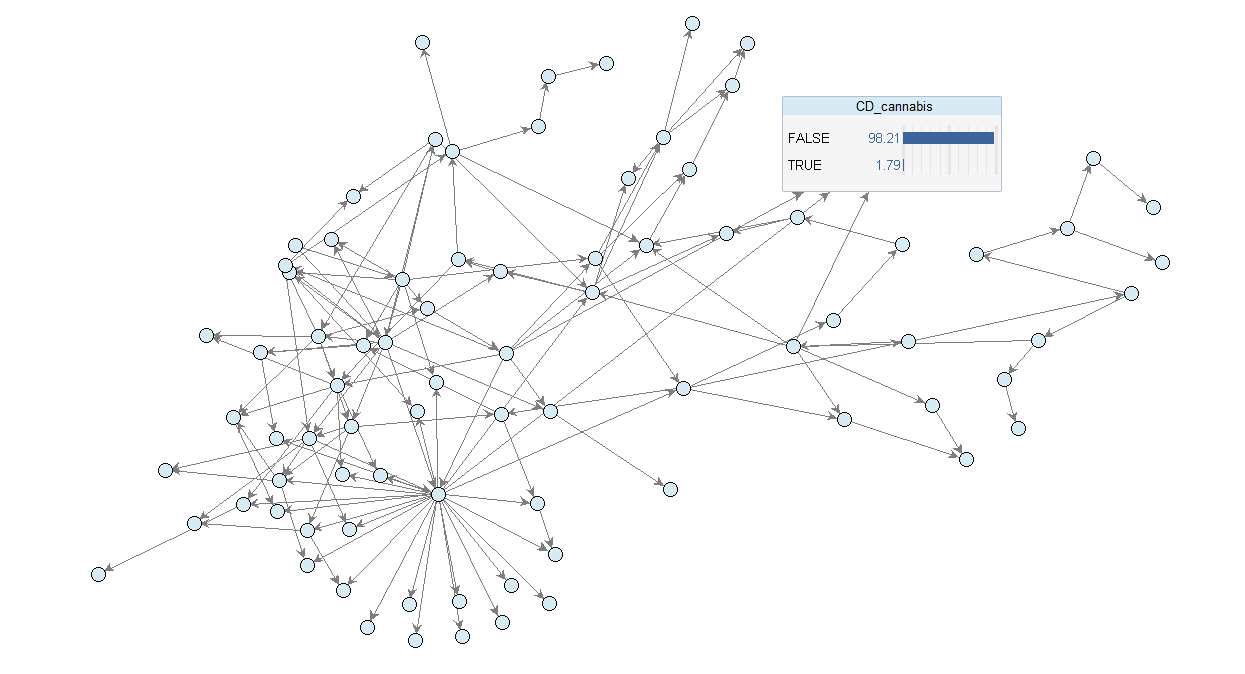 CD_cannabis
FALSE 98.21
TRUE 1.79